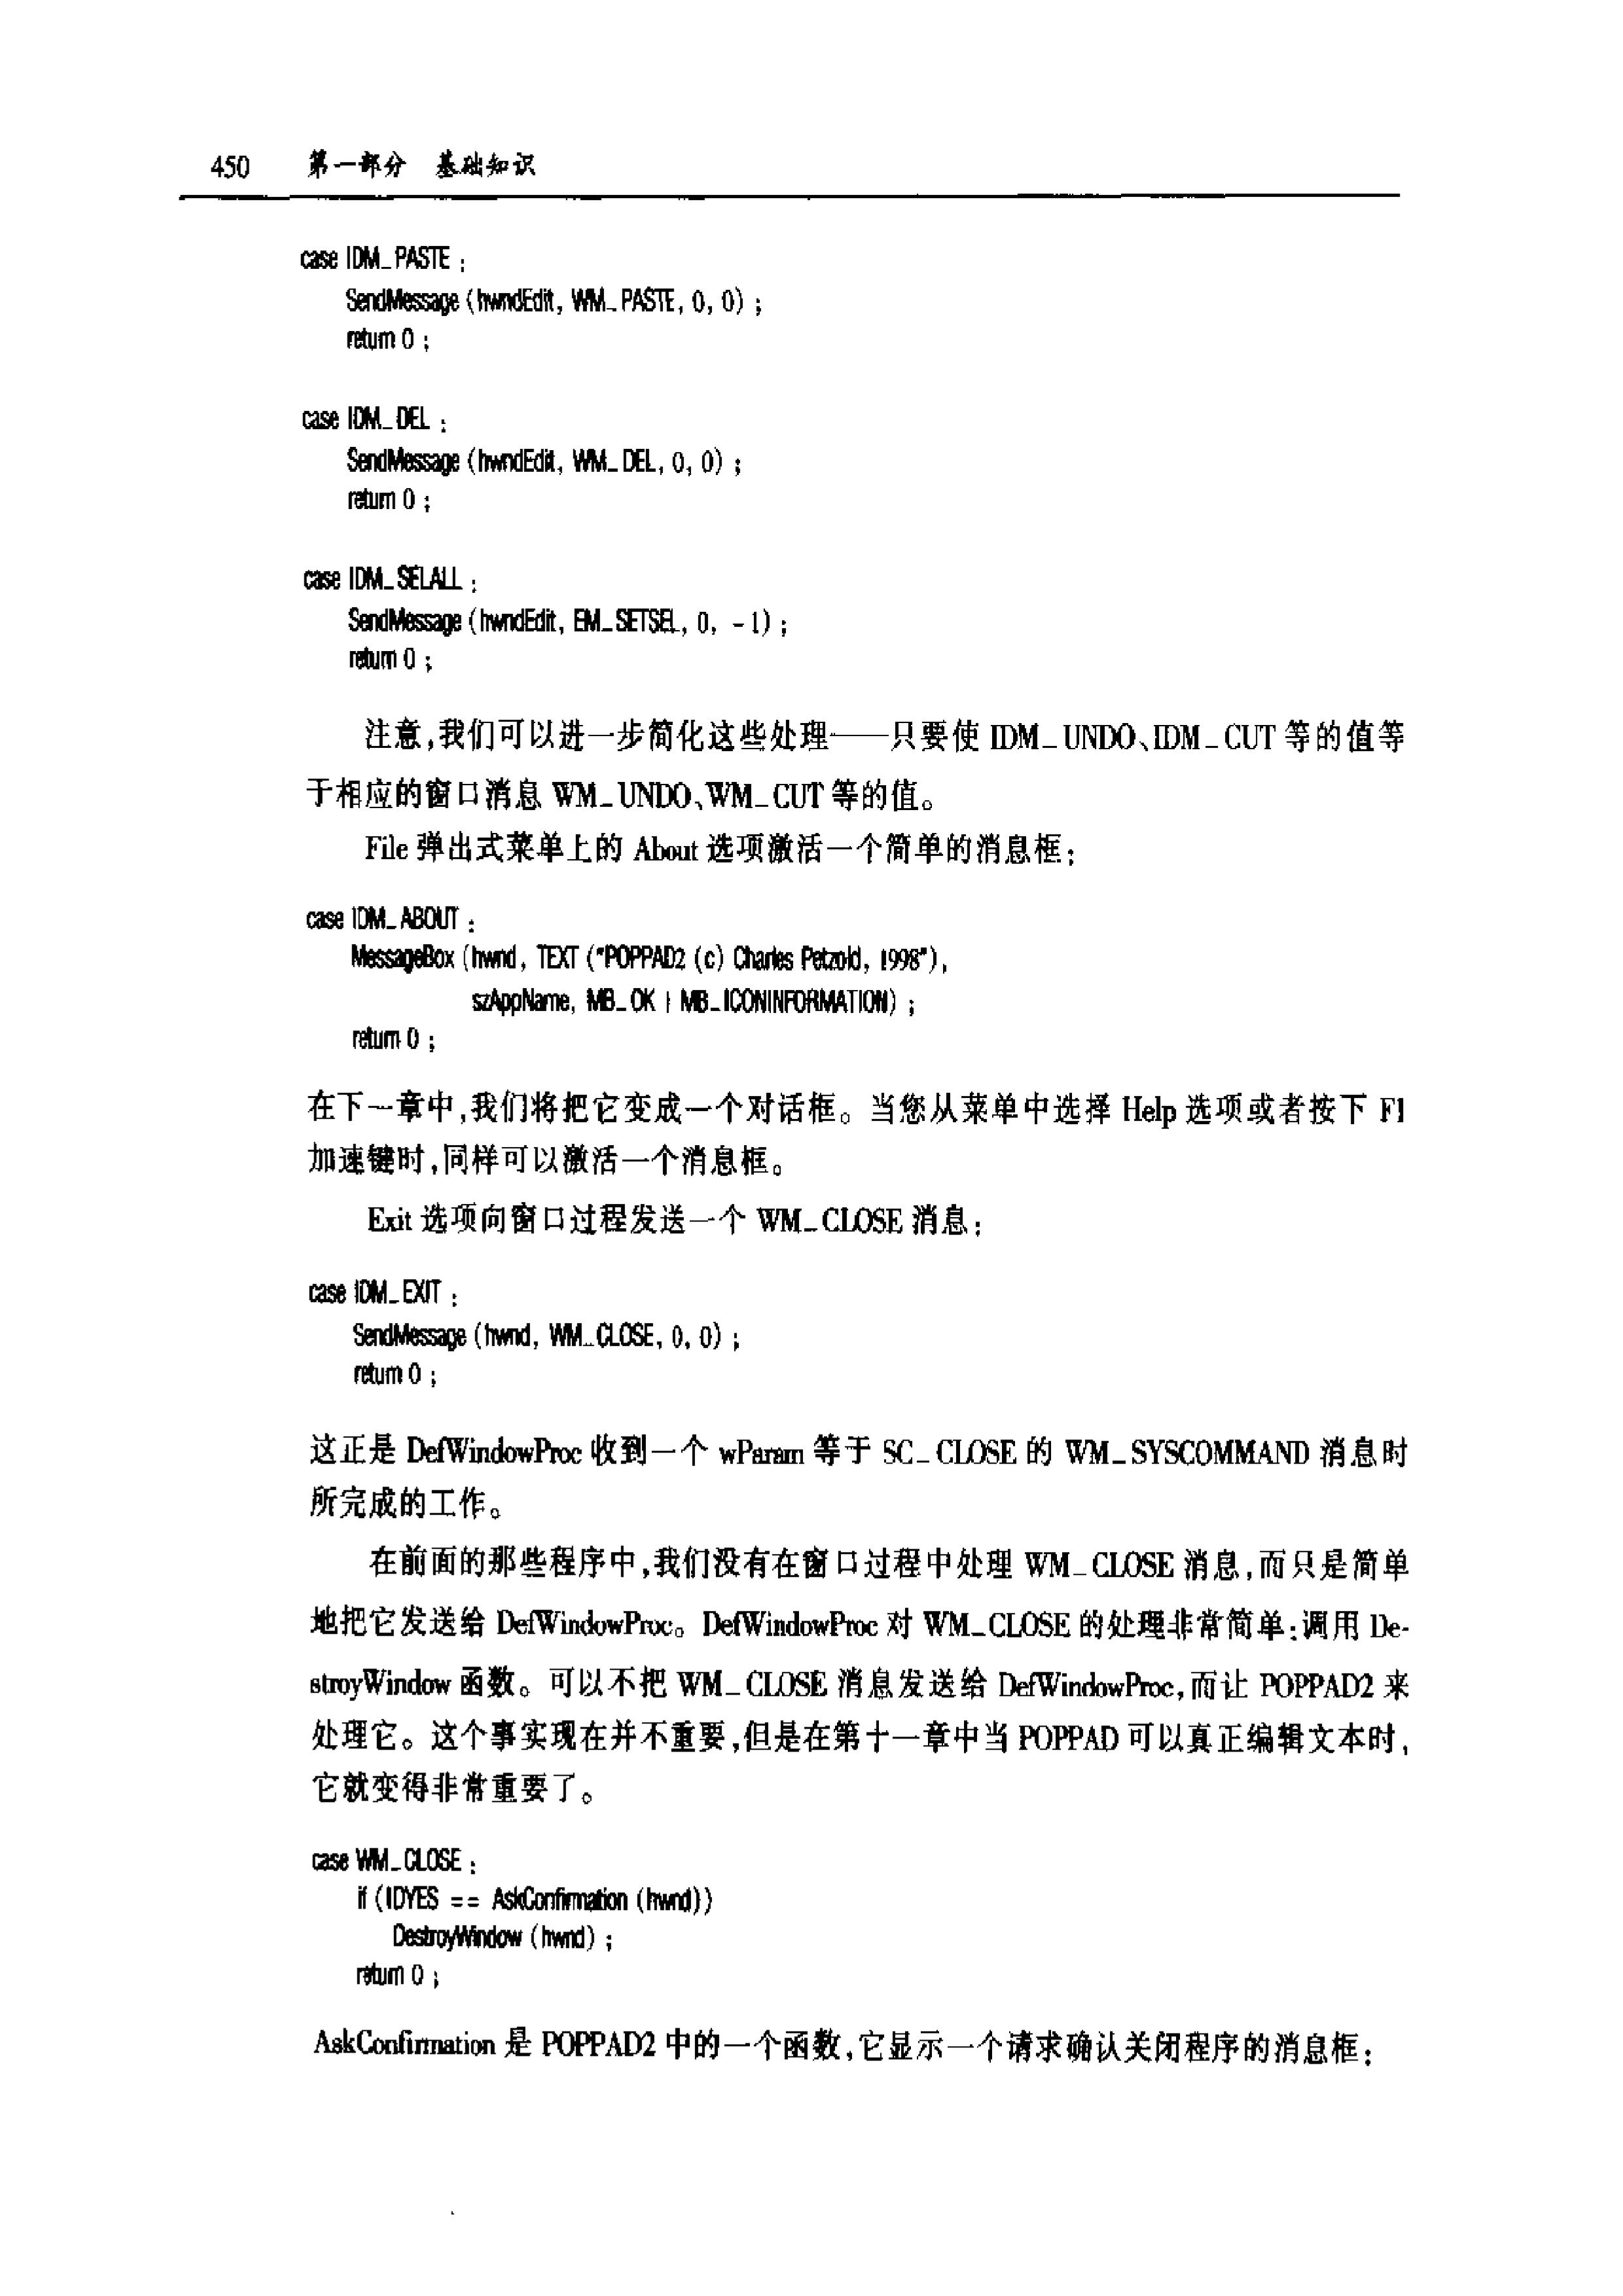 450 第一部分 基础知识
case IDM_PASTE :
SendMessage (hwndEdit, WM_PASTE, 0, 0) ;
return 0 ;
case IDM_DEL :
SendMessage (hwndEdit, WM_DEL, 0, 0) ;
return 0 ;
case IDM_SELALL :
SendMessage (hwndEdit, EM_SETSEL, 0, -1) ;
return 0 ;
注意,我们可以进一步简化这些处理——只要使 IDM_UNDO、IDM_CUT 等的值等
于相应的窗口消息 WM_UNDO、WM_CUT 等的值。
File 弹出式菜单上的 About 选项激活一个简单的消息框:
case IDM_ABOUT :
MessageBox (hwnd, TEXT ("POPPAD2 (c) Charles Petzold, 1998"),
szAppName, MB_OK | MB_ICONINFORMATION) ;
return 0 ;
在下一章中,我们将把它变成一个对话框。当您从菜单中选择 Help 选项或者按下 F1
加速键时,同样可以激活一个消息框。
Exit 选项向窗口过程发送一个 WM_CLOSE 消息:
case IDM_EXIT :
SendMessage (hwnd, WM_CLOSE, 0, 0) ;
return 0 ;
这正是 DefWindowProc 收到一个 wParam 等于 SC_CLOSE 的 WM_SYSCOMMAND 消息时
所完成的工作。
在前面的那些程序中,我们没有在窗口过程中处理 WM_CLOSE 消息,而只是简单
地把它发送给 DefWindowProc。DefWindowProc 对 WM_CLOSE 的处理非常简单:调用 De-
stroyWindow 函数。可以不把 WM_CLOSE 消息发送给 DefWindowProc,而让 POPPAD2 来
处理它。这个事实现在并不重要,但是在第十一章中当 POPPAD 可以真正编辑文本时,
它就变得非常重要了。
case WM_CLOSE :
if (IDYES == AskConfirmation (hwnd))
DestroyWindow (hwnd) ;
return 0 ;
AskConfirmation 是 POPPAD2 中的一个函数,它显示一个请求确认关闭程序的消息框: